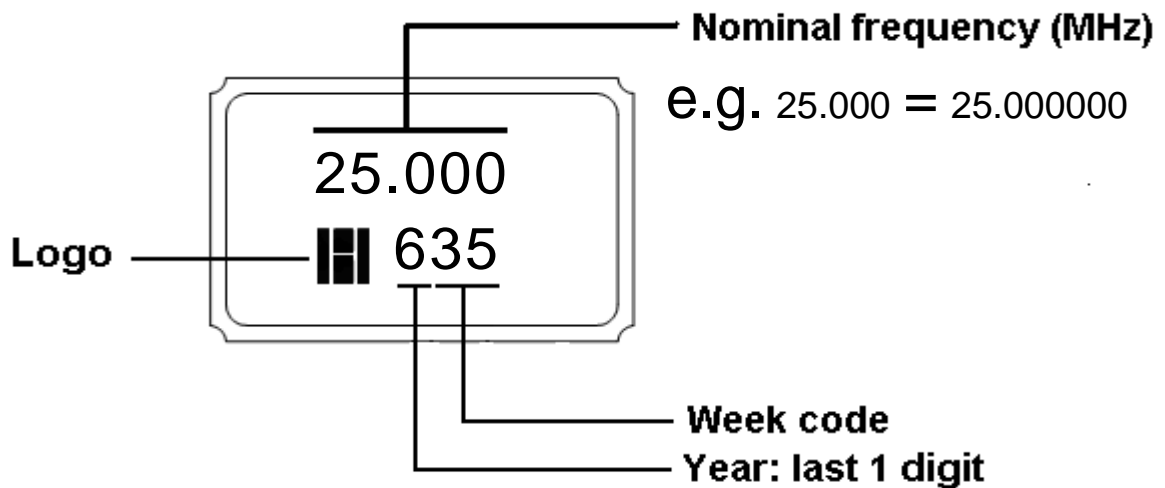 Nominal frequency (MHz)
e.g. 25.000 = 25.000000
25.000
Logo
635
Week code
Year: last 1 digit